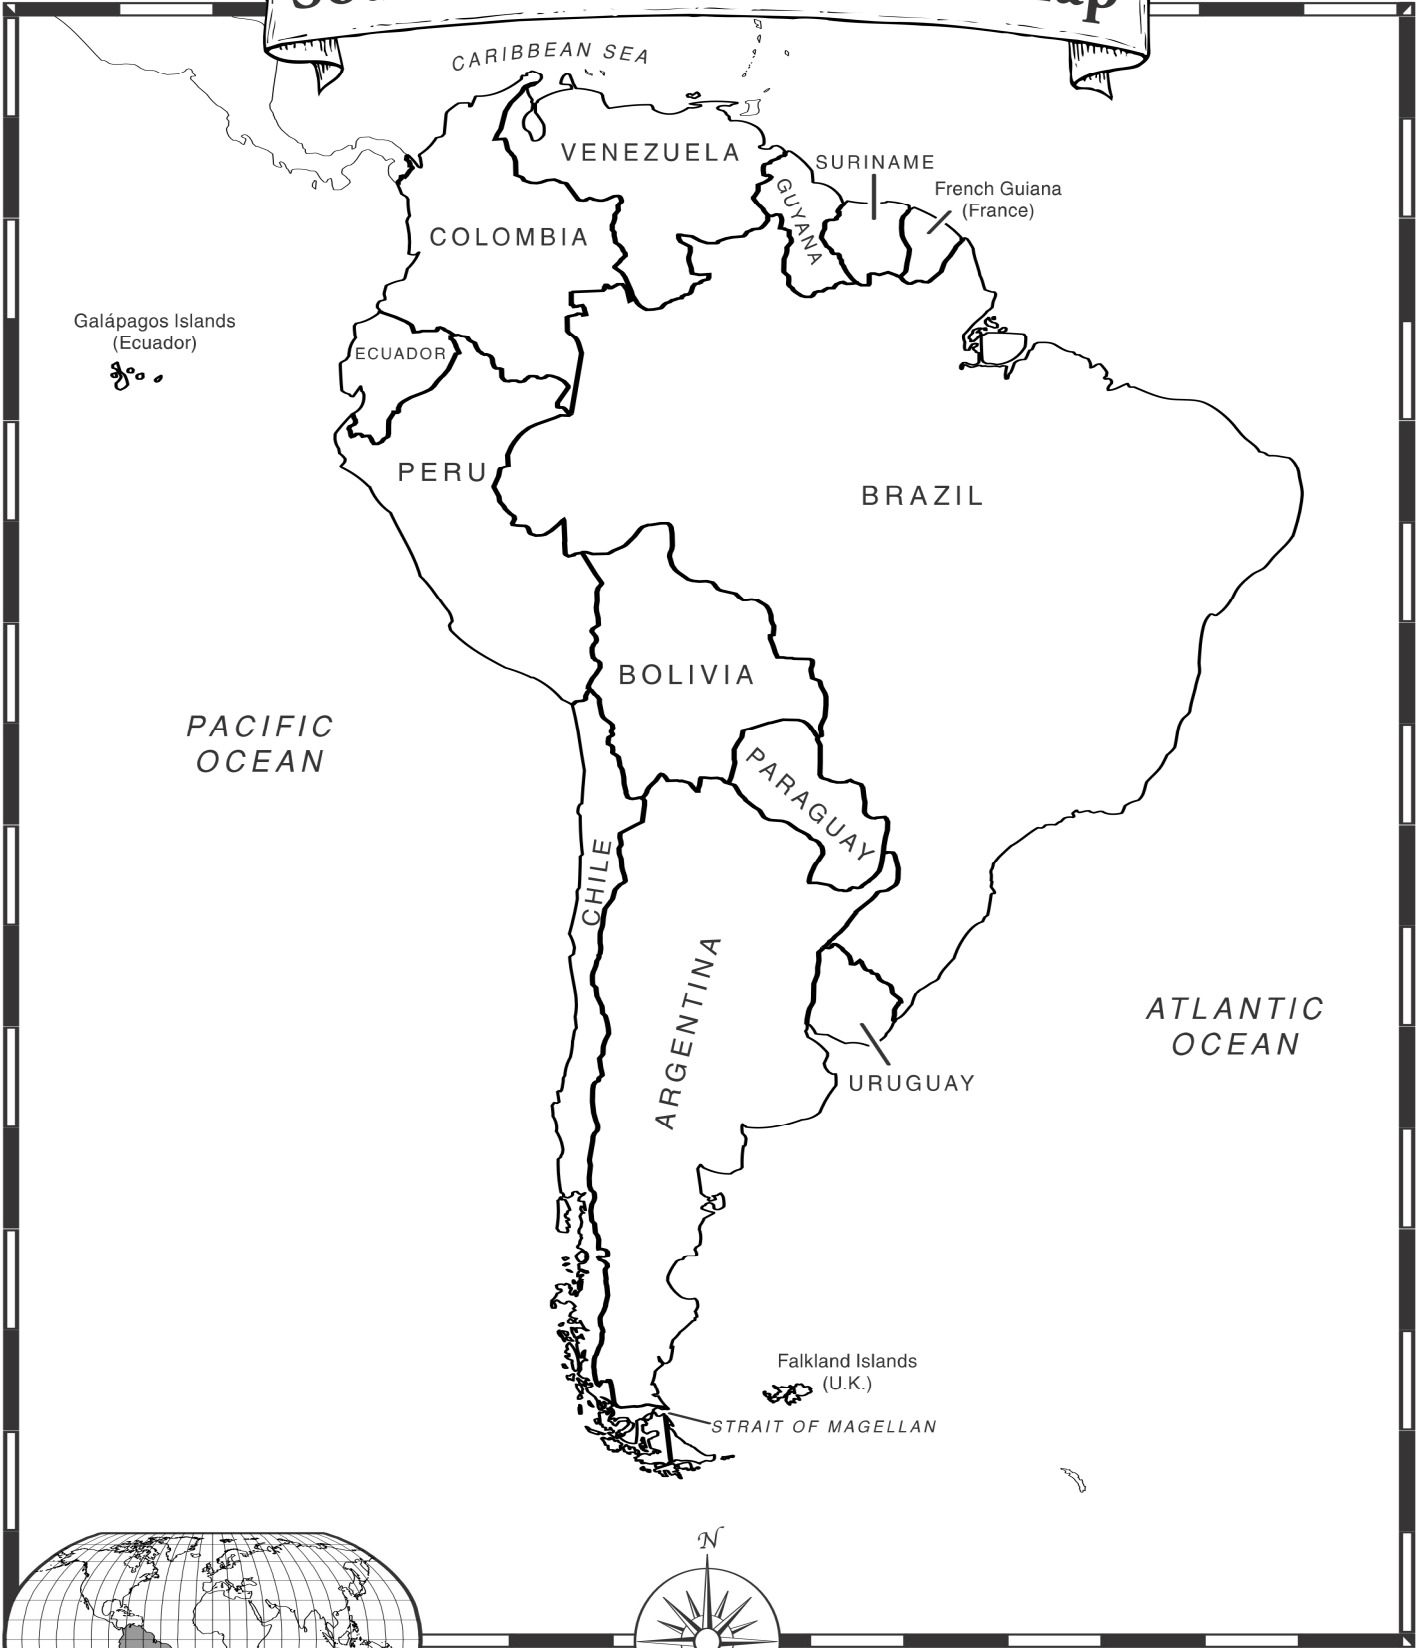 CARIBBEAN SEA
VENEZUELA
SURINAME
French Guiana
(France)
GUYANA
COLOMBIA
Galápagos Islands
(Ecuador)
ECUADOR
PERU
BRAZIL
BOLIVIA
PACIFIC
OCEAN
PARAGUAY
CHILE
ARGENTINA
ATLANTIC
OCEAN
URUGUAY
Falkland Islands
(U.K.)
STRAIT OF MAGELLAN
N